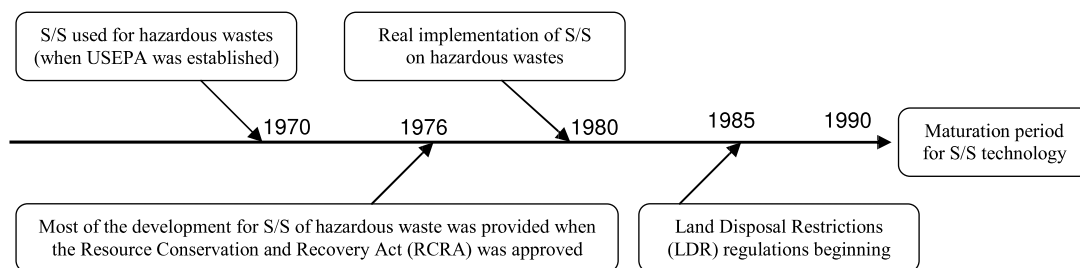 S/S used for hazardous wastes
(when USEPA was established)
Real implementation of S/S
on hazardous wastes
1970
1976
1980
1985
1990
Maturation period
for S/S technology
Most of the development for S/S of hazardous waste was provided when
the Resource Conservation and Recovery Act (RCRA) was approved
Land Disposal Restrictions
(LDR) regulations beginning